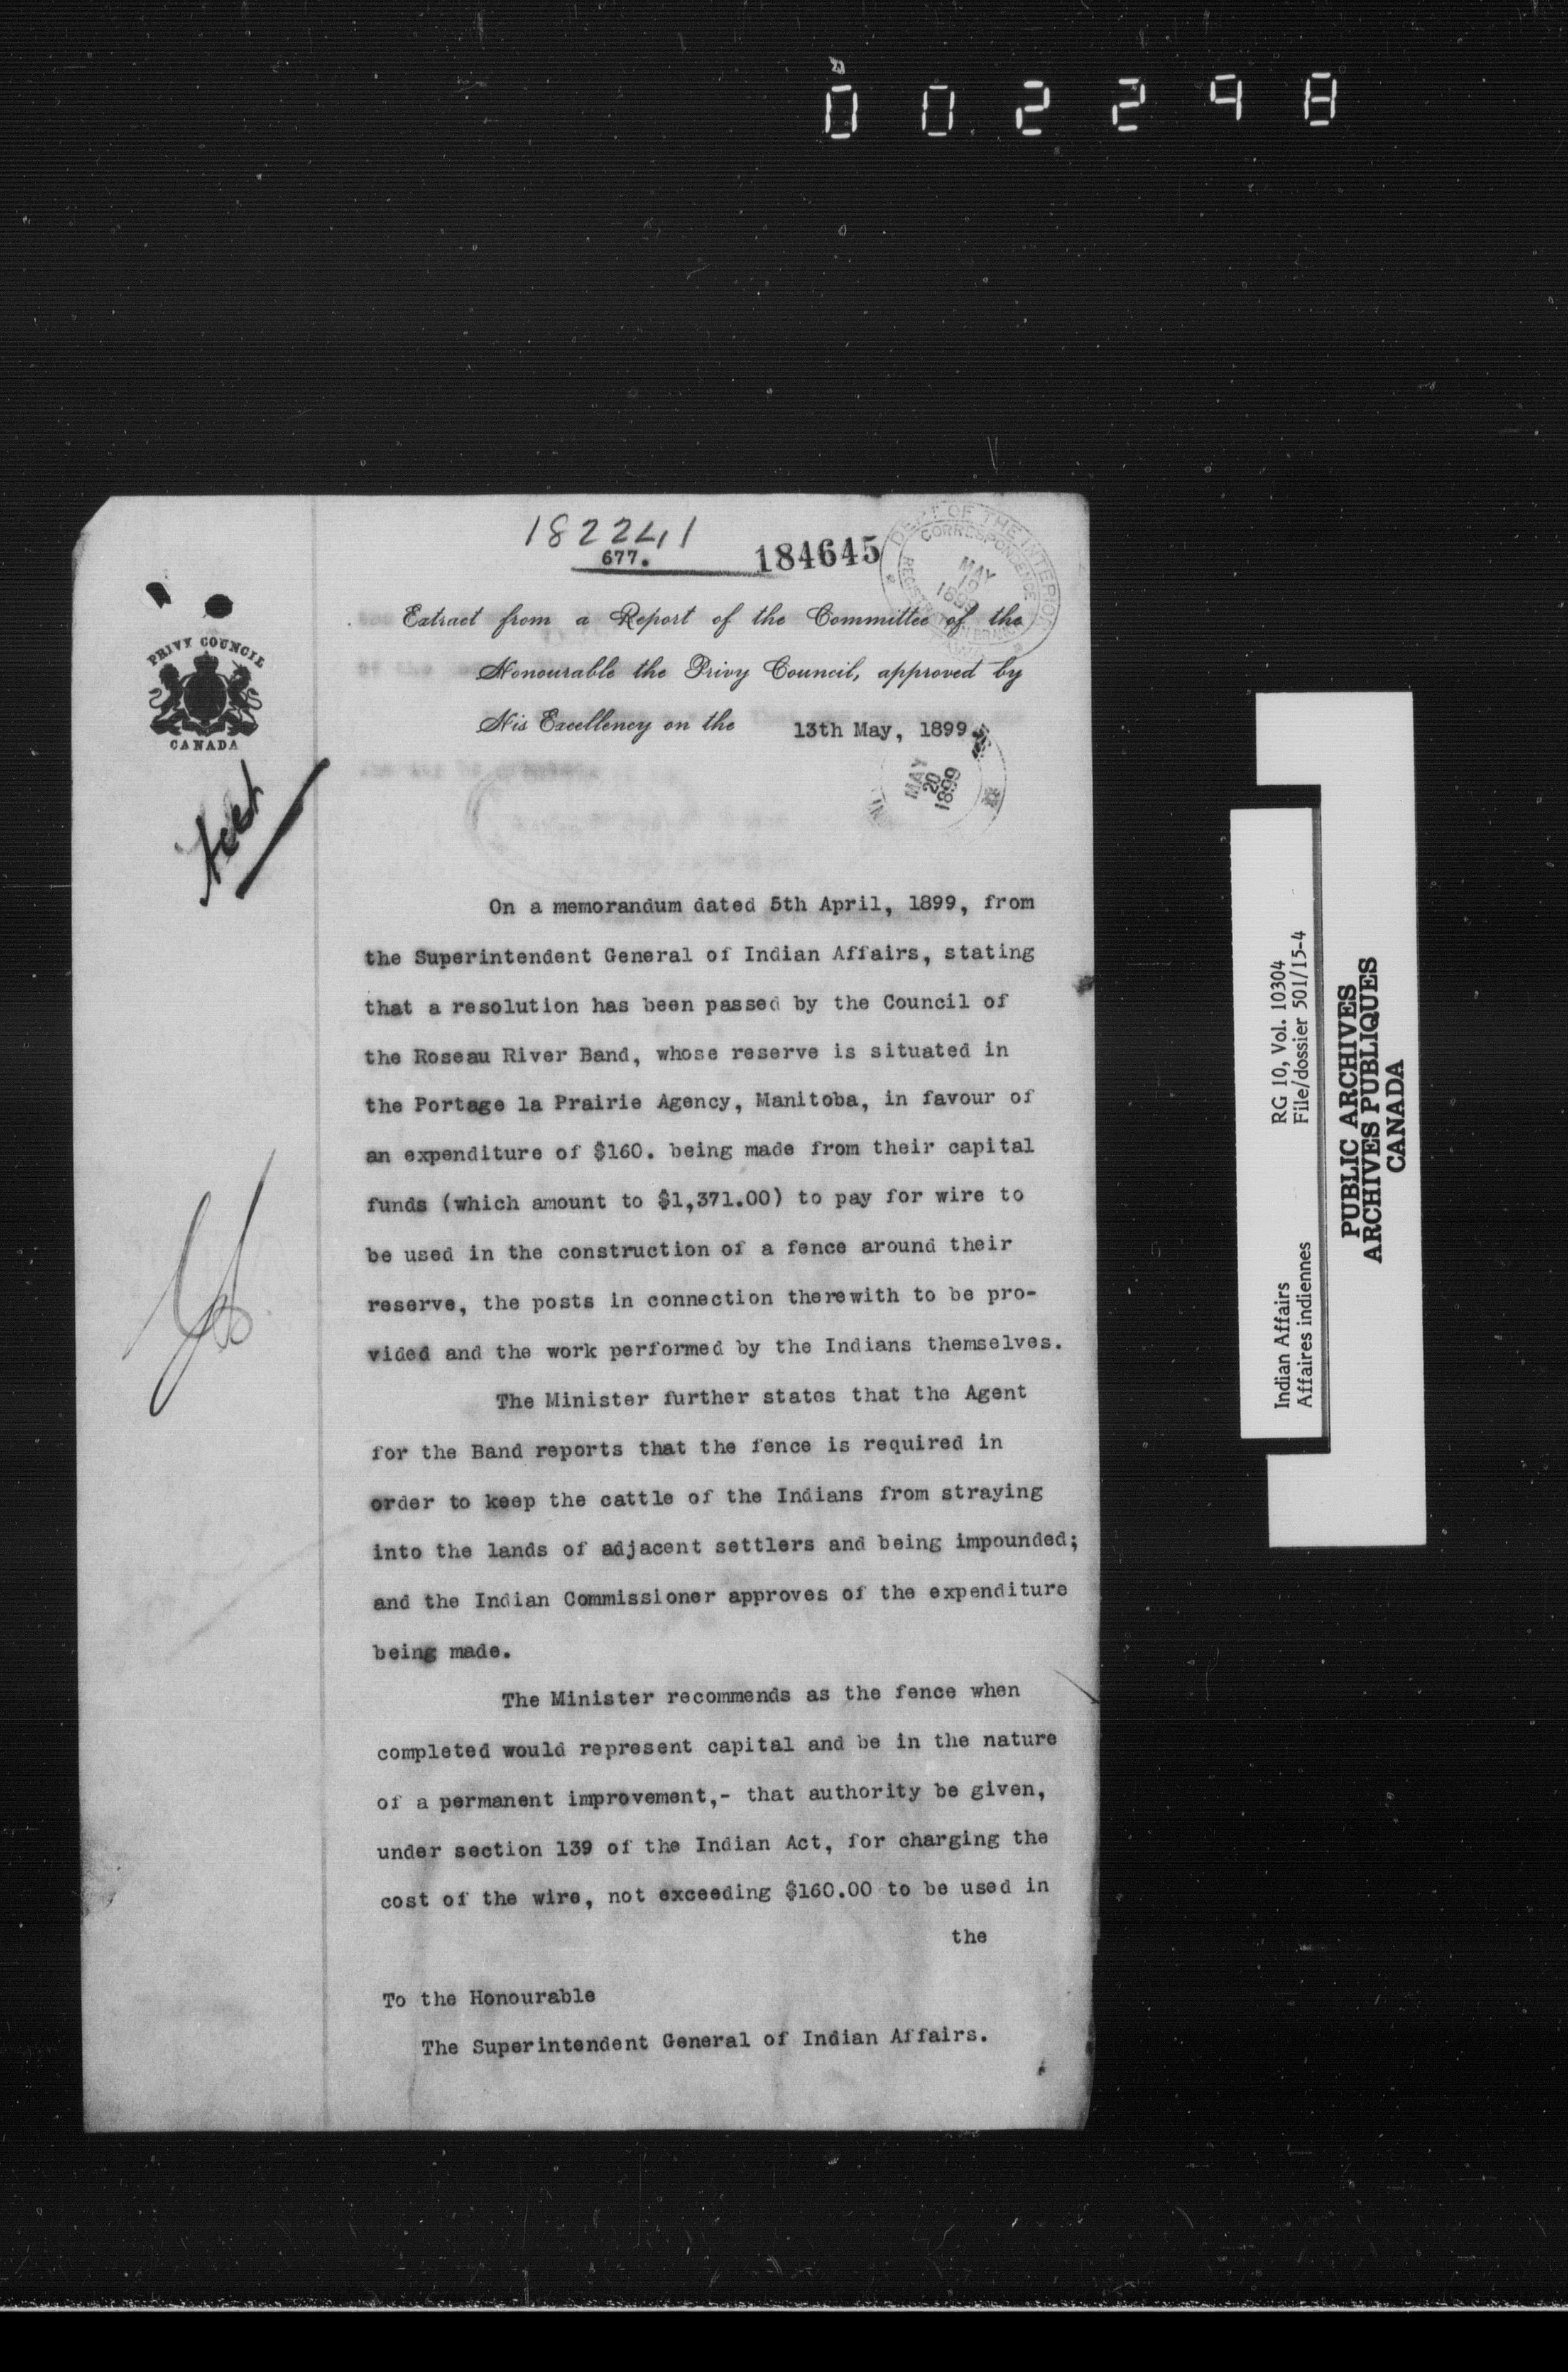 002298
182241
677.
184645
DEPT OF THE INTERIOR
CORRESPONDENCE
MAY
19
1899
PRIVY COUNCIL
CANADA
Extract from a Report of the Committee of the
Honourable the Privy Council, approved by
His Excellency on the 13th May, 1899.
MAY
20
1899
On a memorandum dated 5th April, 1899, from
the Superintendent General of Indian Affairs, stating
that a resolution has been passed by the Council of
the Roseau River Band, whose reserve is situated in
the Portage la Prairie Agency, Manitoba, in favour of
an expenditure of $160. being made from their capital
funds (which amount to $1,371.00) to pay for wire to
be used in the construction of a fence around their
reserve, the posts in connection therewith to be pro-
vided and the work performed by the Indians themselves.
The Minister further states that the Agent
for the Band reports that the fence is required in
order to keep the cattle of the Indians from straying
into the lands of adjacent settlers and being impounded;
and the Indian Commissioner approves of the expenditure
being made.
The Minister recommends as the fence when
completed would represent capital and be in the nature
of a permanent improvement,- that authority be given,
under section 139 of the Indian Act, for charging the
cost of the wire, not exceeding $160.00 to be used in
the
To the Honourable
The Superintendent General of Indian Affairs.
Indian Affairs RG 10, Vol. 10304
Affaires indiennes File/dossier 501/15-4
PUBLIC ARCHIVES
ARCHIVES PUBLIQUES
CANADA